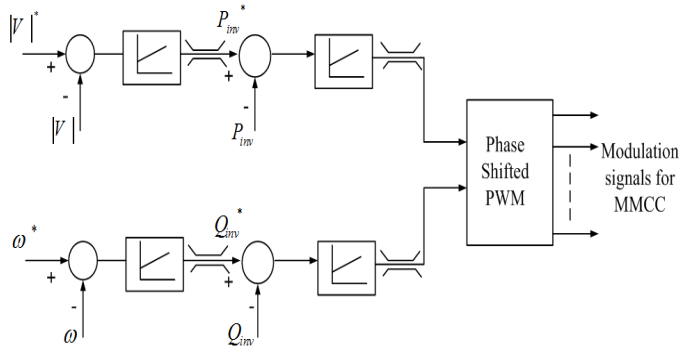 |V|*
P_inv*
+
+
-
-
|V|
P_inv
Phase
Shifted
PWM
Modulation
signals for
MMCC
ω*
Q_inv*
+
+
-
-
ω
Q_inv